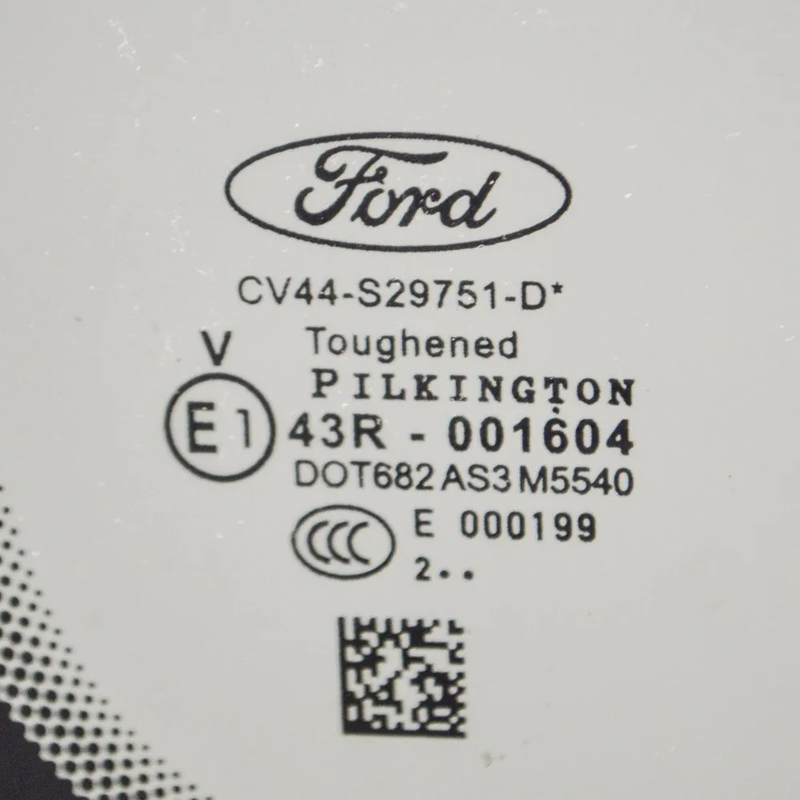 Ford
CV44-S29751-D*
V
Toughened
PILKINGTON
E1 43R - 001604
DOT682 AS3 M5540
CCC E 000199
2..